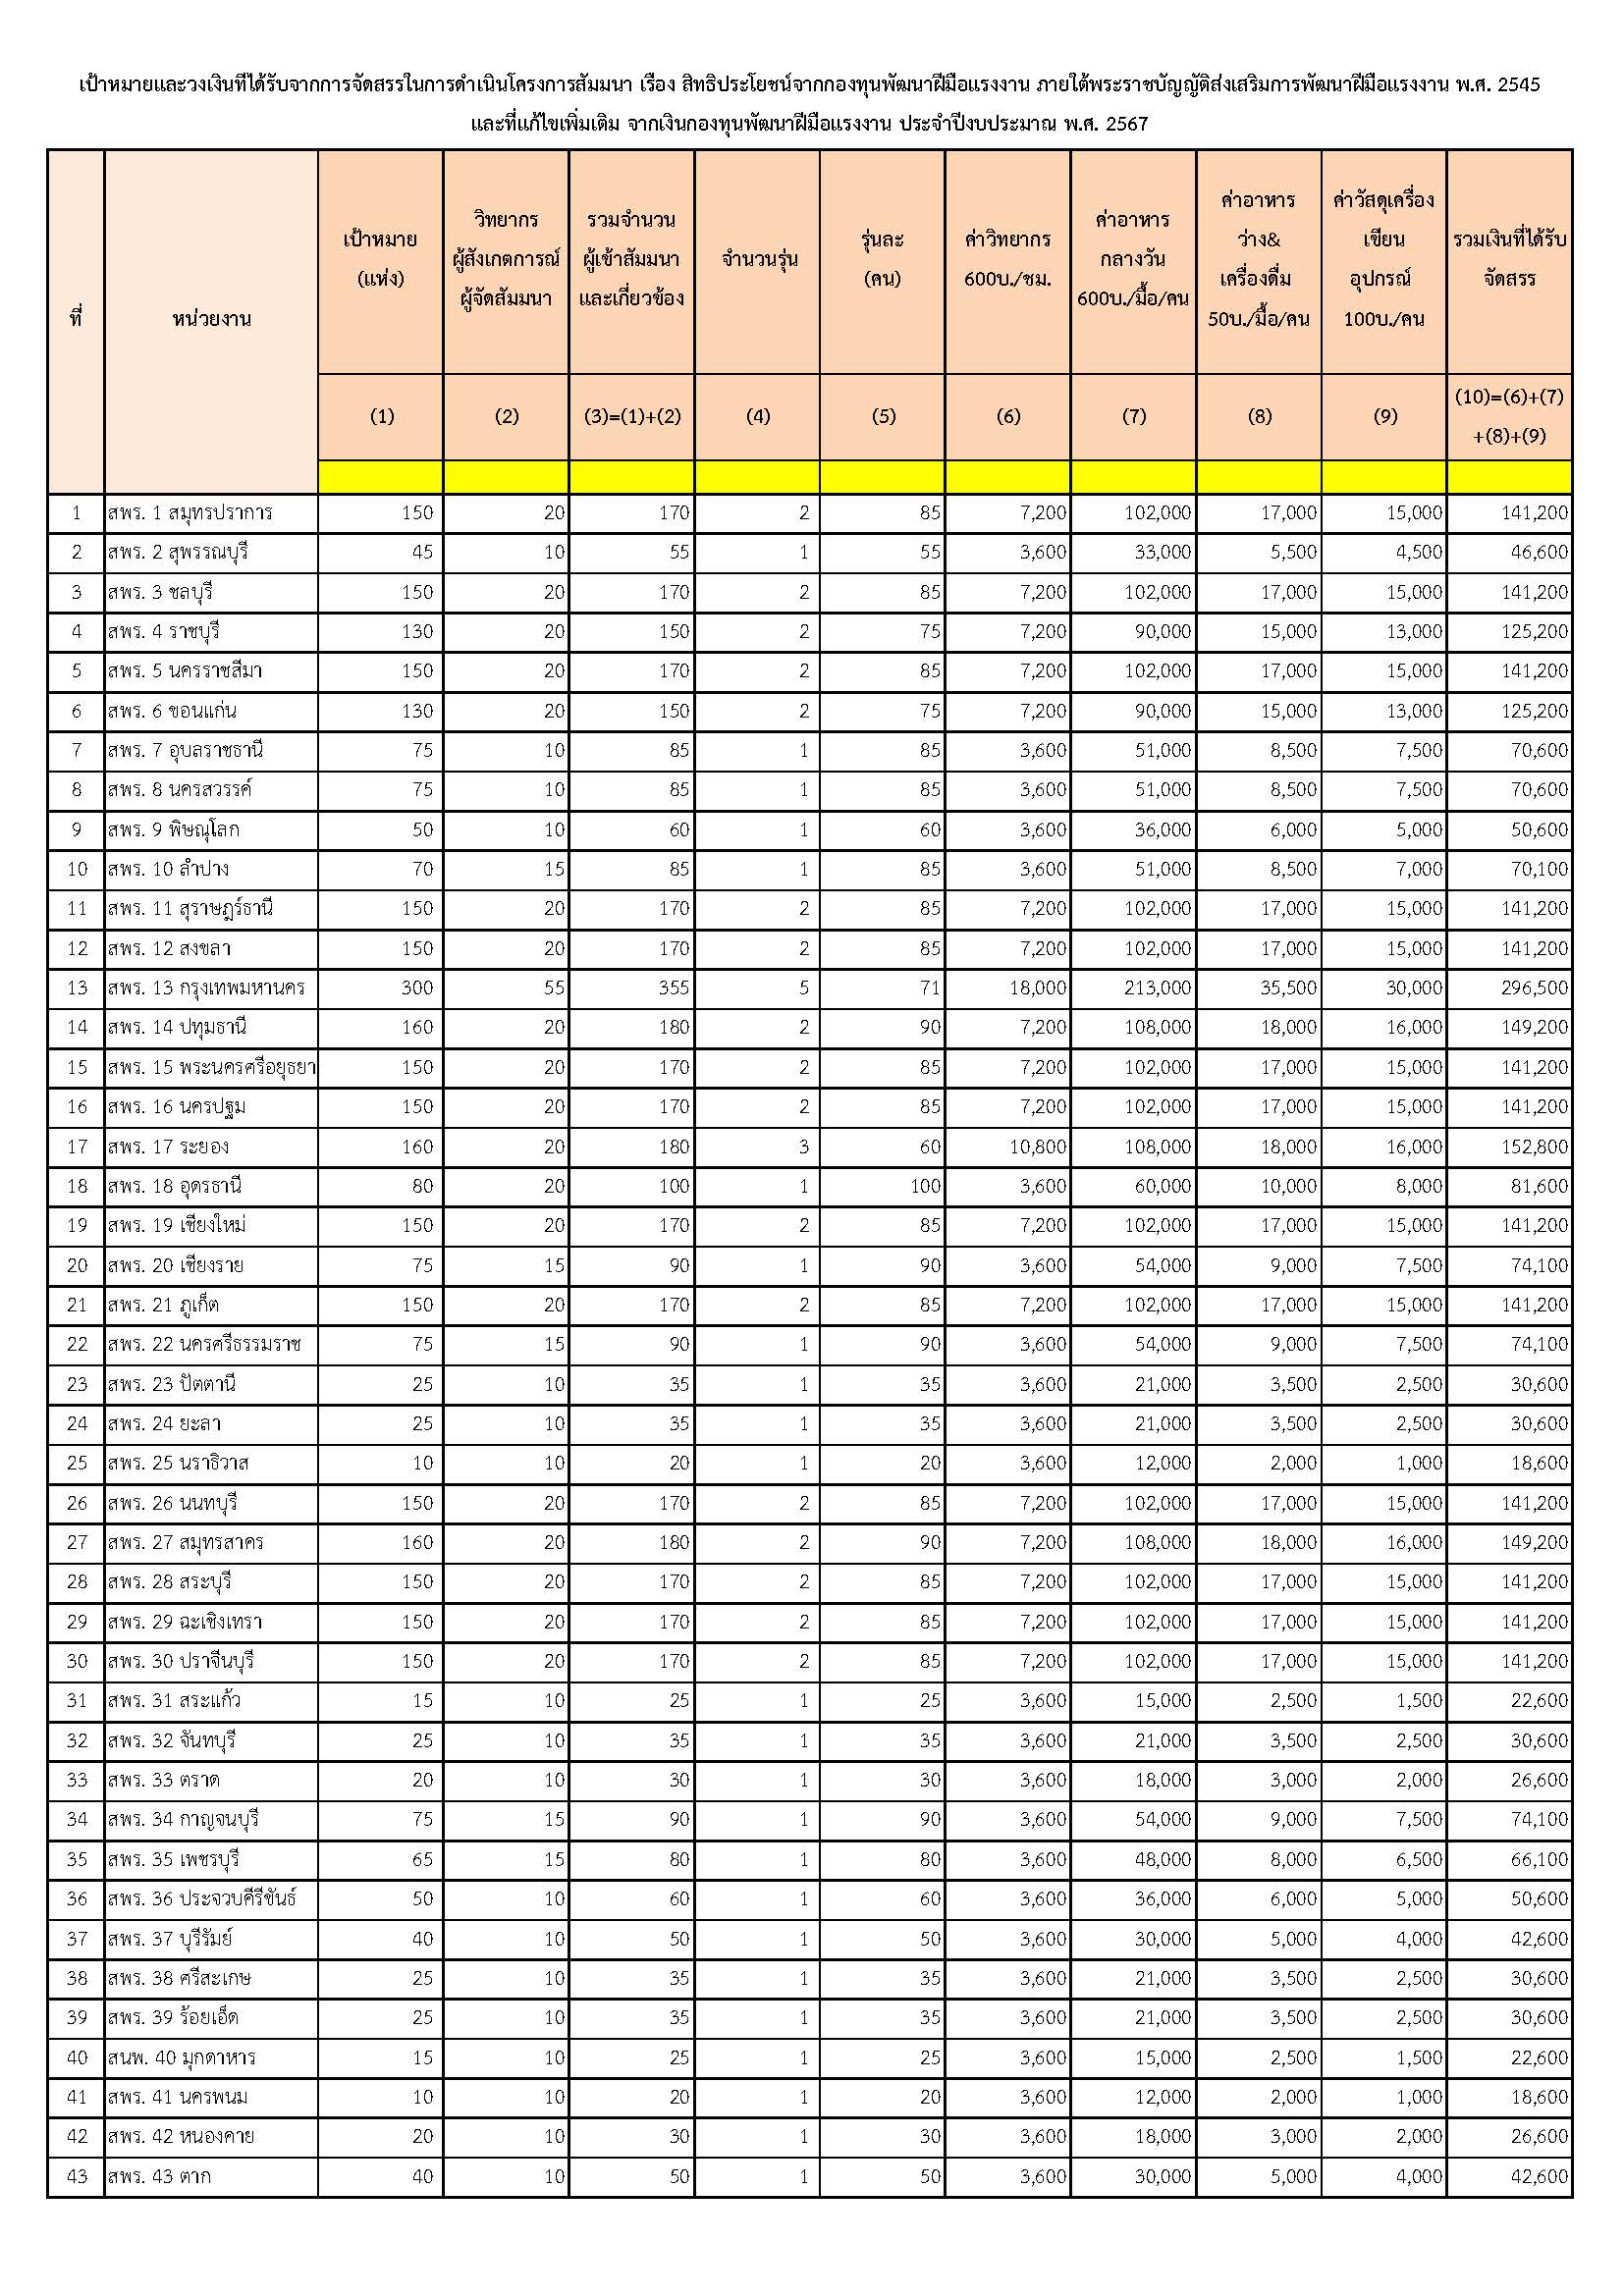 เป้าหมายและวงเงินที่ได้รับจากการจัดสรรในการดำเนินโครงการสัมมนา เรื่อง สิทธิประโยชน์จากกองทุนพัฒนาฝีมือแรงงาน ภายใต้พระราชบัญญัติส่งเสริมการพัฒนาฝีมือแรงงาน พ.ศ. 2545
และที่แก้ไขเพิ่มเติม จากเงินกองทุนพัฒนาฝีมือแรงงาน ประจำปีงบประมาณ พ.ศ. 2567
ที่
หน่วยงาน
เป้าหมาย
(แห่ง)
วิทยากร
ผู้สังเกตการณ์
ผู้จัดสัมมนา
รวมจำนวน
ผู้เข้าสัมมนา
และเกี่ยวข้อง
จำนวนรุ่น
รุ่นละ
(คน)
ค่าวิทยากร
600บ./ชม.
ค่าอาหาร
กลางวัน
600บ./มื้อ/คน
ค่าอาหาร
ว่าง&
เครื่องดื่ม
50บ./มื้อ/คน
ค่าวัสดุเครื่อง
เขียน
อุปกรณ์
100บ./คน
รวมเงินที่ได้รับ
จัดสรร
(1) (2) (3)=(1)+(2) (4) (5) (6) (7) (8) (9) (10)=(6)+(7)
+(8)+(9)
1 สพร. 1 สมุทรปราการ 150 20 170 2 85 7,200 102,000 17,000 15,000 141,200
2 สพร. 2 สุพรรณบุรี 45 10 55 1 55 3,600 33,000 5,500 4,500 46,600
3 สพร. 3 ชลบุรี 150 20 170 2 85 7,200 102,000 17,000 15,000 141,200
4 สพร. 4 ราชบุรี 130 20 150 2 75 7,200 90,000 15,000 13,000 125,200
5 สพร. 5 นครราชสีมา 150 20 170 2 85 7,200 102,000 17,000 15,000 141,200
6 สพร. 6 ขอนแก่น 130 20 150 2 75 7,200 90,000 15,000 13,000 125,200
7 สพร. 7 อุบลราชธานี 75 10 85 1 85 3,600 51,000 8,500 7,500 70,600
8 สพร. 8 นครสวรรค์ 75 10 85 1 85 3,600 51,000 8,500 7,500 70,600
9 สพร. 9 พิษณุโลก 50 10 60 1 60 3,600 36,000 6,000 5,000 50,600
10 สพร. 10 ลำปาง 70 15 85 1 85 3,600 51,000 8,500 7,000 70,100
11 สพร. 11 สุราษฎร์ธานี 150 20 170 2 85 7,200 102,000 17,000 15,000 141,200
12 สพร. 12 สงขลา 150 20 170 2 85 7,200 102,000 17,000 15,000 141,200
13 สพร. 13 กรุงเทพมหานคร 300 55 355 5 71 18,000 213,000 35,500 30,000 296,500
14 สพร. 14 ปทุมธานี 160 20 180 2 90 7,200 108,000 18,000 16,000 149,200
15 สพร. 15 พระนครศรีอยุธยา 150 20 170 2 85 7,200 102,000 17,000 15,000 141,200
16 สพร. 16 นครปฐม 150 20 170 2 85 7,200 102,000 17,000 15,000 141,200
17 สพร. 17 ระยอง 160 20 180 3 60 10,800 108,000 18,000 16,000 152,800
18 สพร. 18 อุดรธานี 80 20 100 1 100 3,600 60,000 10,000 8,000 81,600
19 สพร. 19 เชียงใหม่ 150 20 170 2 85 7,200 102,000 17,000 15,000 141,200
20 สพร. 20 เชียงราย 75 15 90 1 90 3,600 54,000 9,000 7,500 74,100
21 สพร. 21 ภูเก็ต 150 20 170 2 85 7,200 102,000 17,000 15,000 141,200
22 สพร. 22 นครศรีธรรมราช 75 15 90 1 90 3,600 54,000 9,000 7,500 74,100
23 สพร. 23 ปัตตานี 25 10 35 1 35 3,600 21,000 3,500 2,500 30,600
24 สพร. 24 ยะลา 25 10 35 1 35 3,600 21,000 3,500 2,500 30,600
25 สพร. 25 นราธิวาส 10 10 20 1 20 3,600 12,000 2,000 1,000 18,600
26 สพร. 26 นนทบุรี 150 20 170 2 85 7,200 102,000 17,000 15,000 141,200
27 สพร. 27 สมุทรสาคร 160 20 180 2 90 7,200 108,000 18,000 16,000 149,200
28 สพร. 28 สระบุรี 150 20 170 2 85 7,200 102,000 17,000 15,000 141,200
29 สพร. 29 ฉะเชิงเทรา 150 20 170 2 85 7,200 102,000 17,000 15,000 141,200
30 สพร. 30 ปราจีนบุรี 150 20 170 2 85 7,200 102,000 17,000 15,000 141,200
31 สพร. 31 สระแก้ว 15 10 25 1 25 3,600 15,000 2,500 1,500 22,600
32 สพร. 32 จันทบุรี 25 10 35 1 35 3,600 21,000 3,500 2,500 30,600
33 สพร. 33 ตราด 20 10 30 1 30 3,600 18,000 3,000 2,000 26,600
34 สพร. 34 กาญจนบุรี 75 15 90 1 90 3,600 54,000 9,000 7,500 74,100
35 สพร. 35 เพชรบุรี 65 15 80 1 80 3,600 48,000 8,000 6,500 66,100
36 สพร. 36 ประจวบคีรีขันธ์ 50 10 60 1 60 3,600 36,000 6,000 5,000 50,600
37 สพร. 37 บุรีรัมย์ 40 10 50 1 50 3,600 30,000 5,000 4,000 42,600
38 สพร. 38 ศรีสะเกษ 25 10 35 1 35 3,600 21,000 3,500 2,500 30,600
39 สพร. 39 ร้อยเอ็ด 25 10 35 1 35 3,600 21,000 3,500 2,500 30,600
40 สนพ. 40 มุกดาหาร 15 10 25 1 25 3,600 15,000 2,500 1,500 22,600
41 สพร. 41 นครพนม 10 10 20 1 20 3,600 12,000 2,000 1,000 18,600
42 สพร. 42 หนองคาย 20 10 30 1 30 3,600 18,000 3,000 2,000 26,600
43 สพร. 43 ตาก 40 10 50 1 50 3,600 30,000 5,000 4,000 42,600